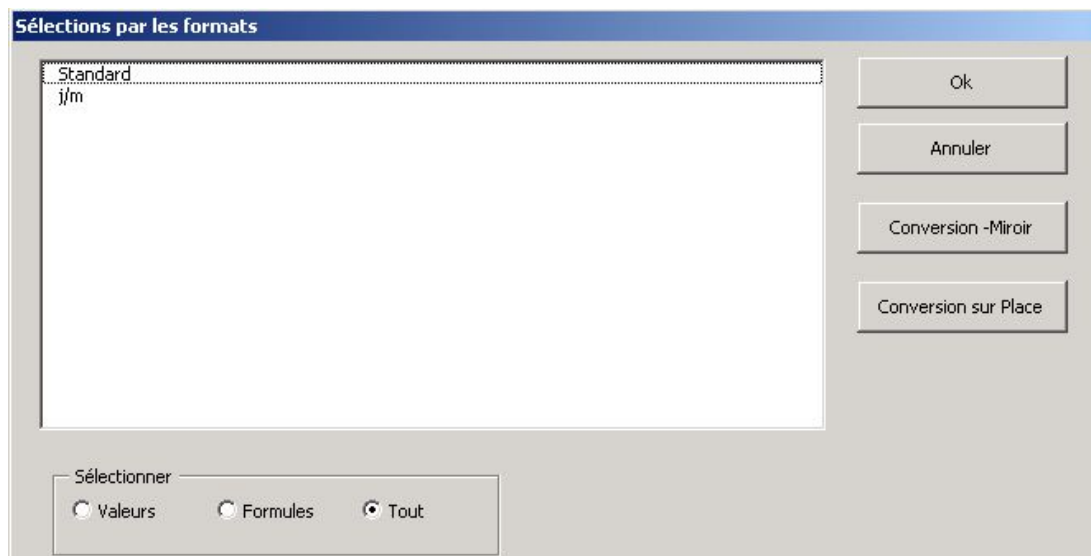 Sélections par les formats
Standard
j/m
Ok
Annuler
Conversion -Miroir
Conversion sur Place
Sélectionner
Valeurs Formules Tout